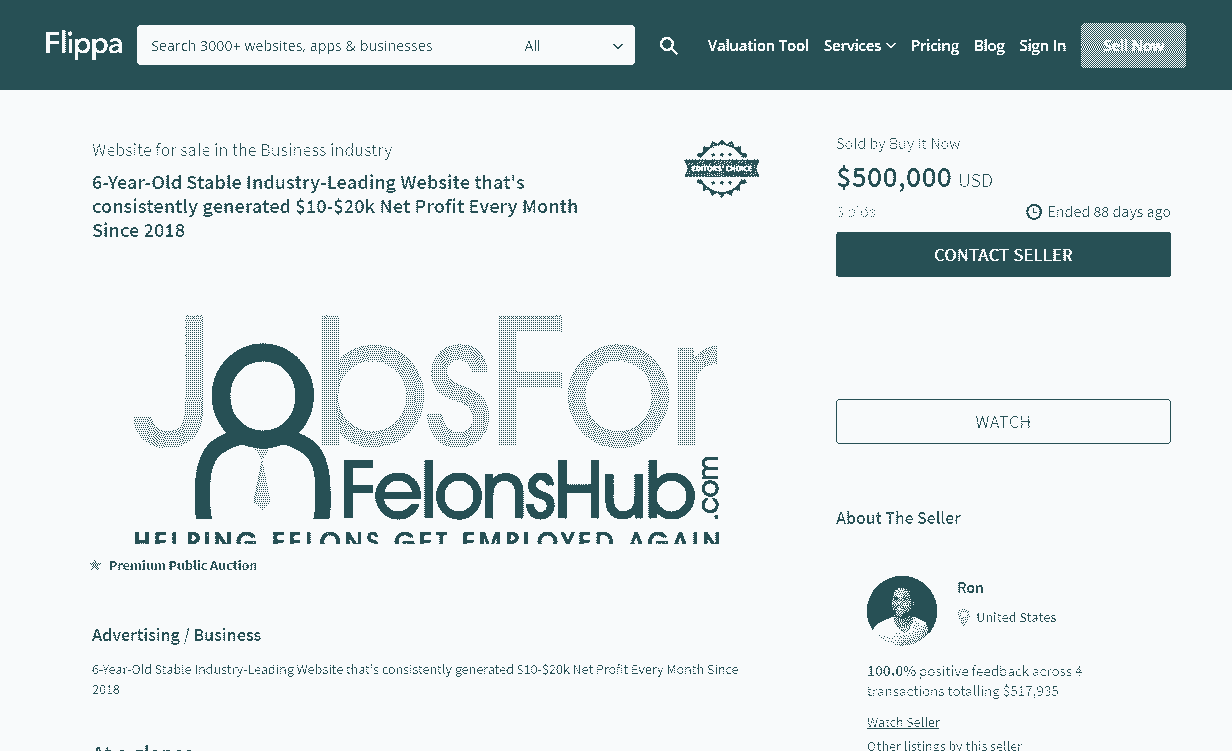 Flippa
Search 3000+ websites, apps & businesses All
Valuation Tool Services Pricing Blog Sign In Sell Now
Website for sale in the Business industry
6-Year-Old Stable Industry-Leading Website that's
consistently generated $10-$20k Net Profit Every Month
Since 2018
EDITOR'S CHOICE
Sold by Buy It Now
$500,000 USD
5 bids
Ended 88 days ago
CONTACT SELLER
JobsFor
FelonsHub.com
HELPING FELONS GET EMPLOYED AGAIN
WATCH
Premium Public Auction
About The Seller
Ron
United States
Advertising / Business
6-Year-Old Stable Industry-Leading Website that's consistently generated $10-$20k Net Profit Every Month Since
2018
100.0% positive feedback across 4
transactions totalling $517,935
Watch Seller
Other listings by this seller
At a glance